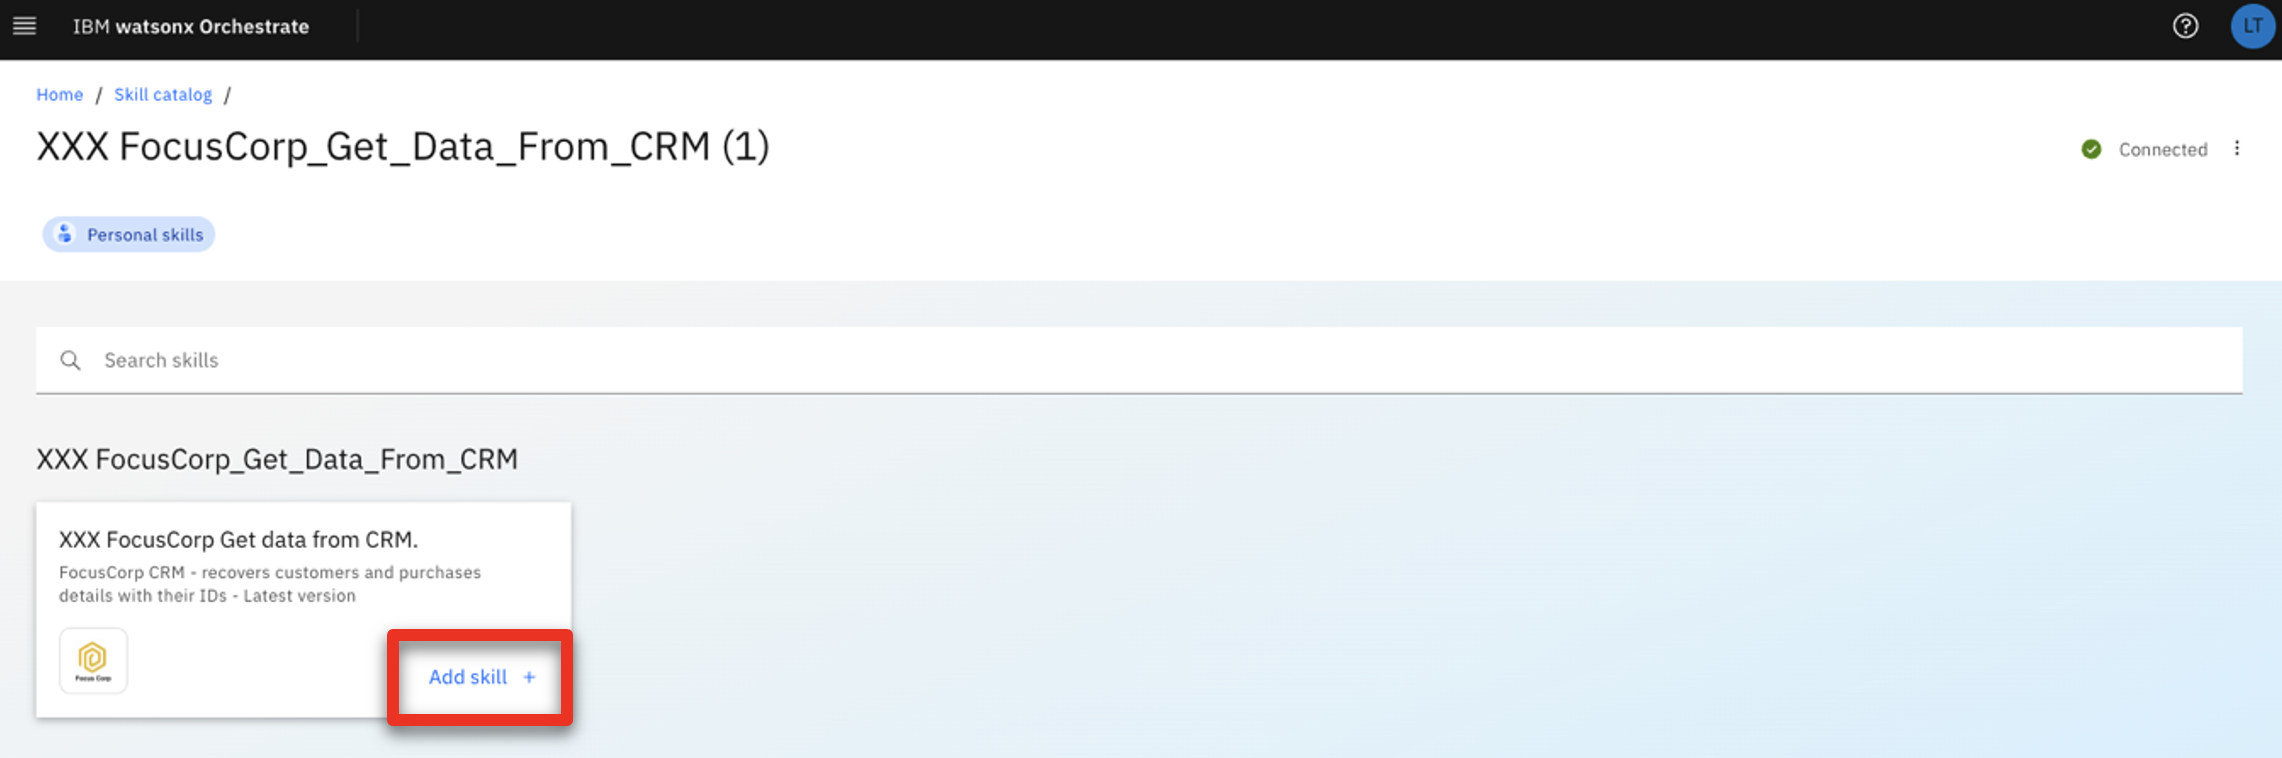 IBM watsonx Orchestrate
LT
Home / Skill catalog /
XXX FocusCorp_Get_Data_From_CRM (1)
Connected
Personal skills
Search skills
XXX FocusCorp_Get_Data_From_CRM
XXX FocusCorp Get data from CRM.
FocusCorp CRM - recovers customers and purchases
details with their IDs - Latest version
Focus Corp
Add skill +